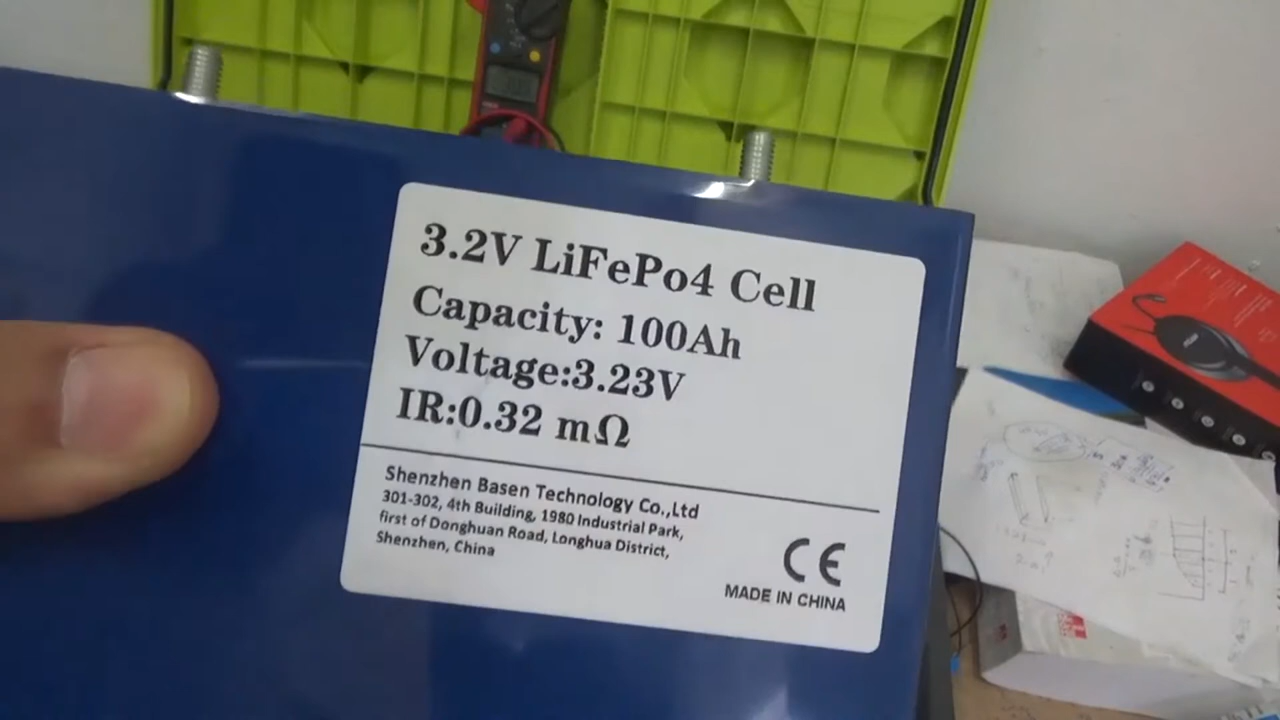 3.2V LiFePo4 Cell
Capacity: 100Ah
Voltage:3.23V
IR:0.32 mΩ
Shenzhen Basen Technology Co.,Ltd
301-302, 4th Building, 1980 Industrial Park,
first of Donghuan Road, Longhua District,
Shenzhen, China
CE
MADE IN CHINA